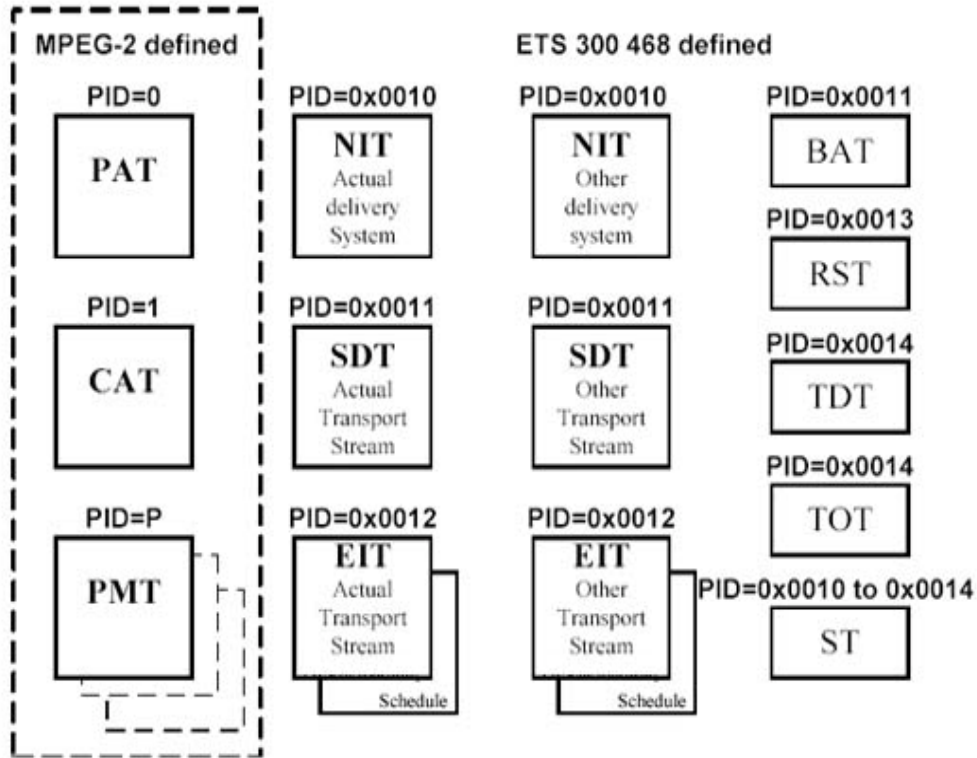 MPEG-2 defined
ETS 300 468 defined
PID=0
PAT
PID=0x0010
NIT
Actual
delivery
System
PID=0x0010
NIT
Other
delivery
system
PID=0x0011
BAT
PID=0x0013
RST
PID=1
CAT
PID=0x0011
SDT
Actual
Transport
Stream
PID=0x0011
SDT
Other
Transport
Stream
PID=0x0014
TDT
PID=0x0014
TOT
PID=P
PMT
PID=0x0012
EIT
Actual
Transport
Stream
Schedule
PID=0x0012
EIT
Other
Transport
Stream
Schedule
PID=0x0010 to 0x0014
ST